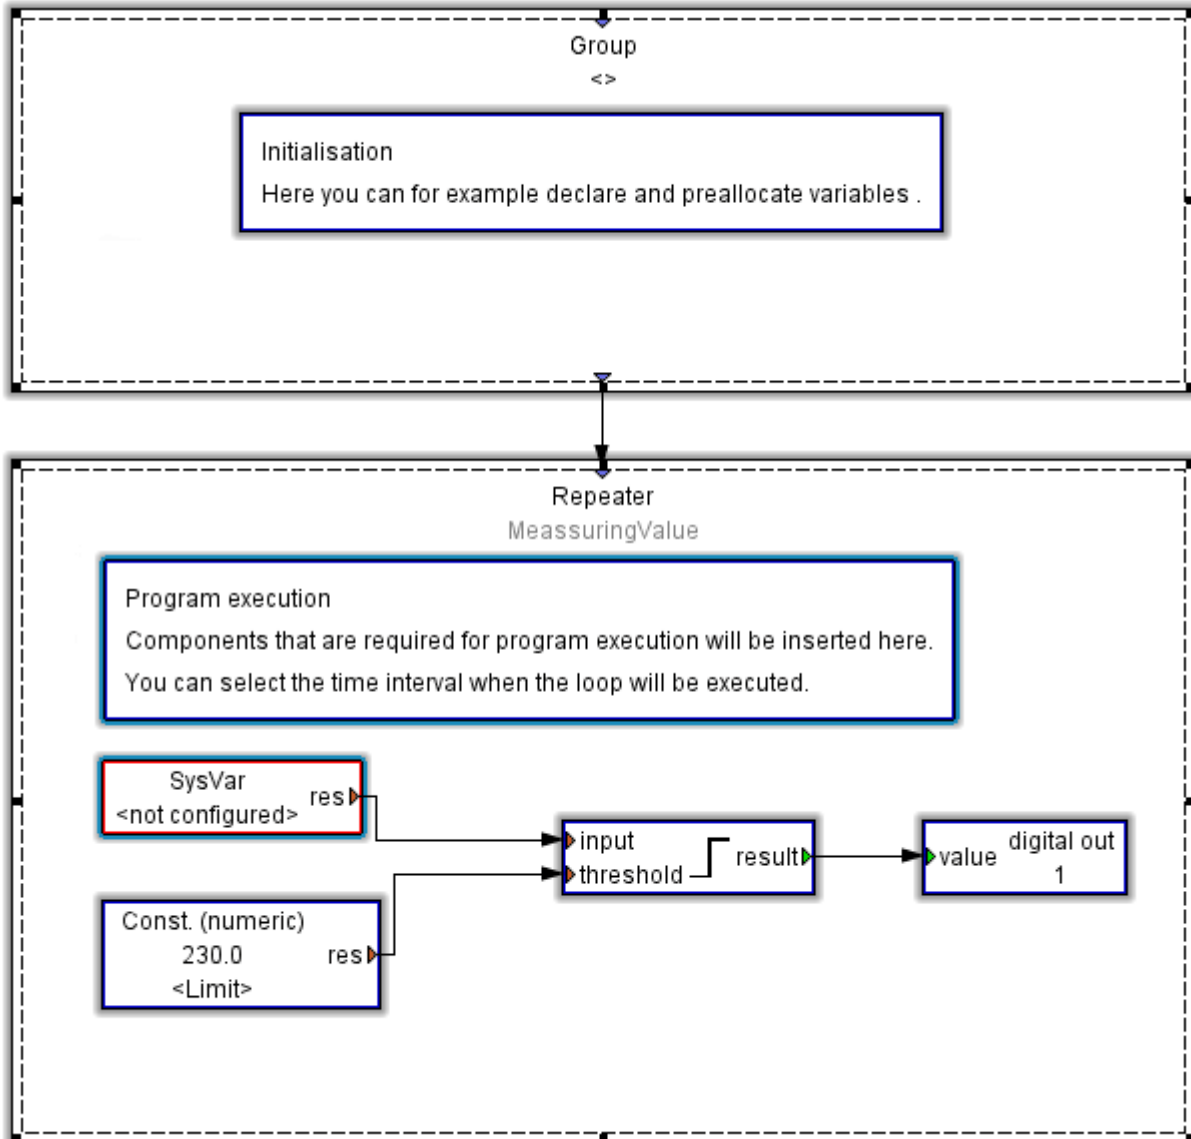 Group
<>
Initialisation
Here you can for example declare and preallocate variables .
Repeater
MeassuringValue
Program execution
Components that are required for program execution will be inserted here.
You can select the time interval when the loop will be executed.
SysVar
<not configured>
res
input
threshold
result
value
digital out
1
Const. (numeric)
230.0
<Limit>
res